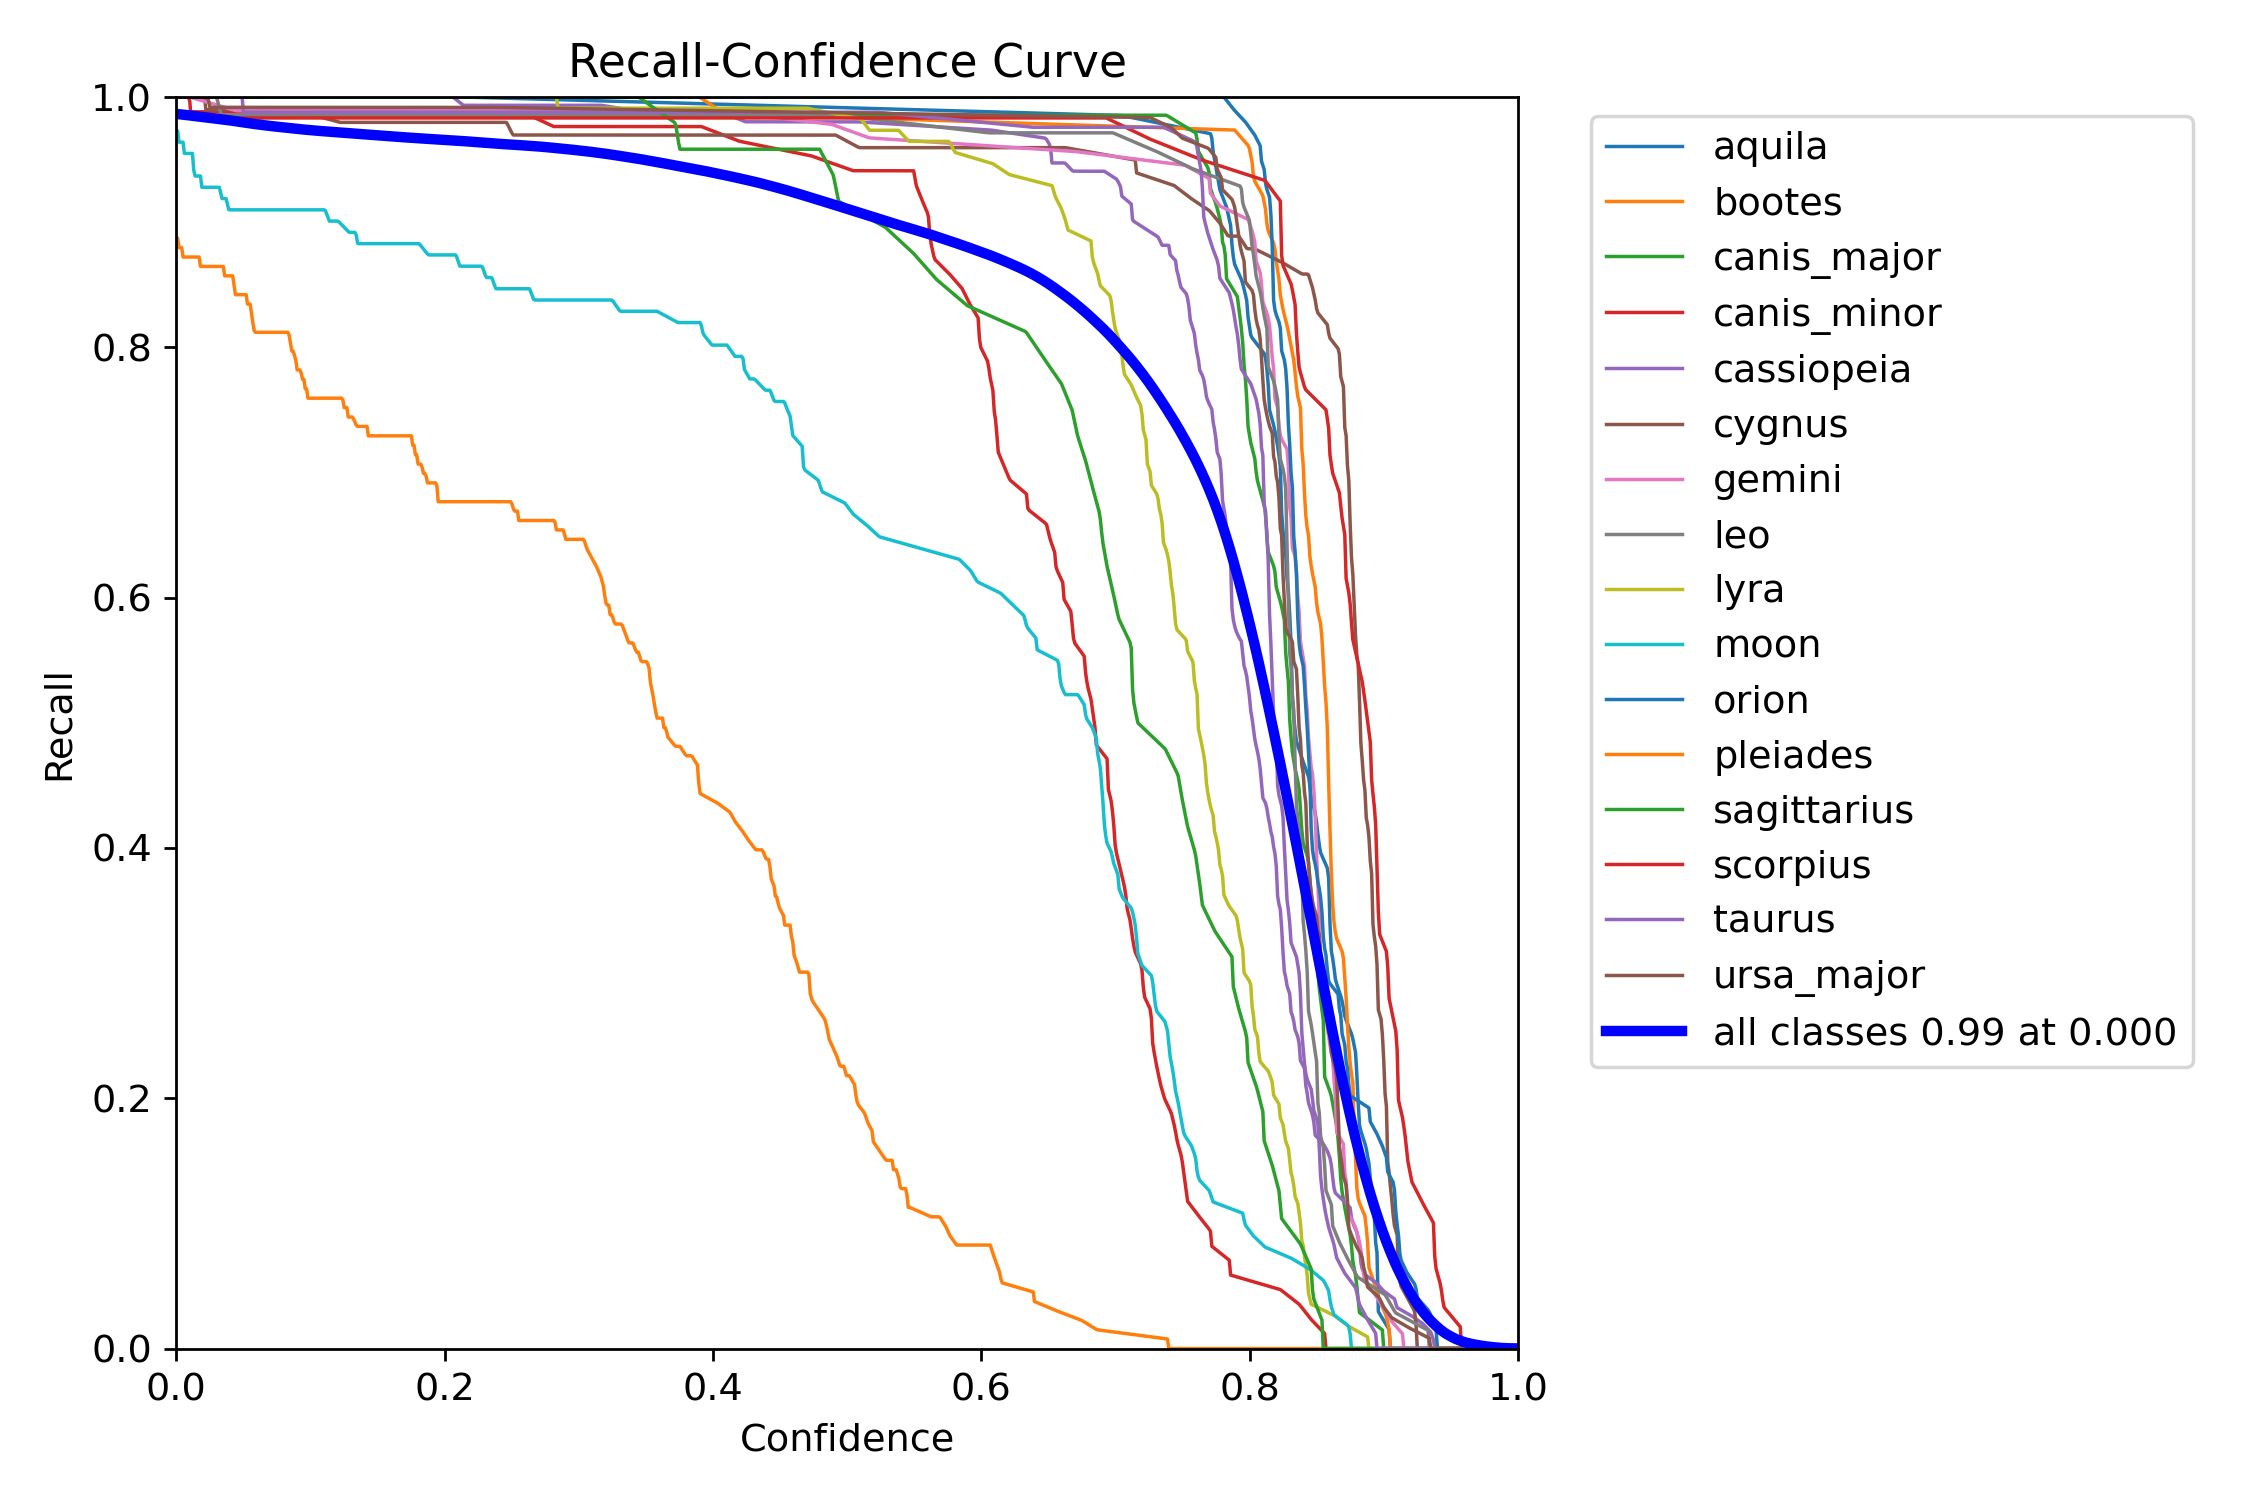 Recall-Confidence Curve
1.0
0.8
0.6
0.4
0.2
0.0
Recall
0.0 0.2 0.4 0.6 0.8 1.0
Confidence
aquila
bootes
canis_major
canis_minor
cassiopeia
cygnus
gemini
leo
lyra
moon
orion
pleiades
sagittarius
scorpius
taurus
ursa_major
all classes 0.99 at 0.000